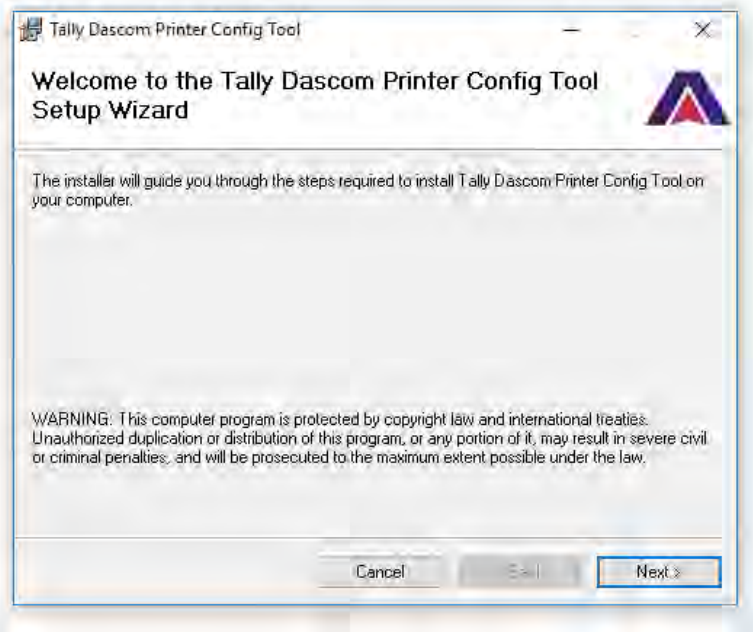 Tally Dascom Printer Config Tool
Welcome to the Tally Dascom Printer Config Tool
Setup Wizard
The installer will guide you through the steps required to install Tally Dascom Printer Config Tool on
your computer.
WARNING: This computer program is protected by copyright law and international treaties.
Unauthorized duplication or distribution of this program, or any portion of it, may result in severe civil
or criminal penalties, and will be prosecuted to the maximum extent possible under the law.
Cancel
Next >